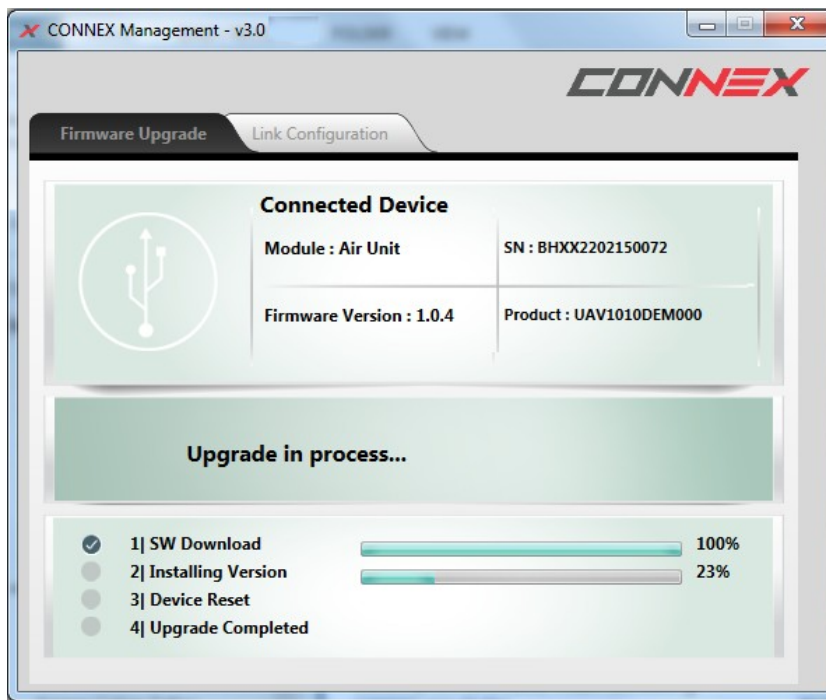 CONNEX Management - v3.0
CONNEX
Firmware Upgrade
Link Configuration
Connected Device
Module : Air Unit
SN : BHXX2202150072
Firmware Version : 1.0.4
Product : UAV1010DEM000
Upgrade in process...
1| SW Download 100%
2| Installing Version 23%
3| Device Reset
4| Upgrade Completed